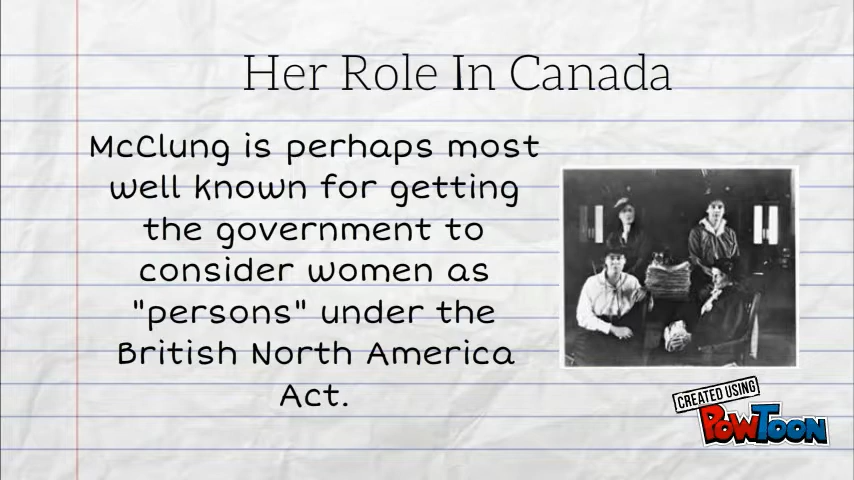 Her Role In Canada
McClung is perhaps most
well known for getting
the government to
consider women as
"persons" under the
British North America
Act.
CREATED USING
POWTOON